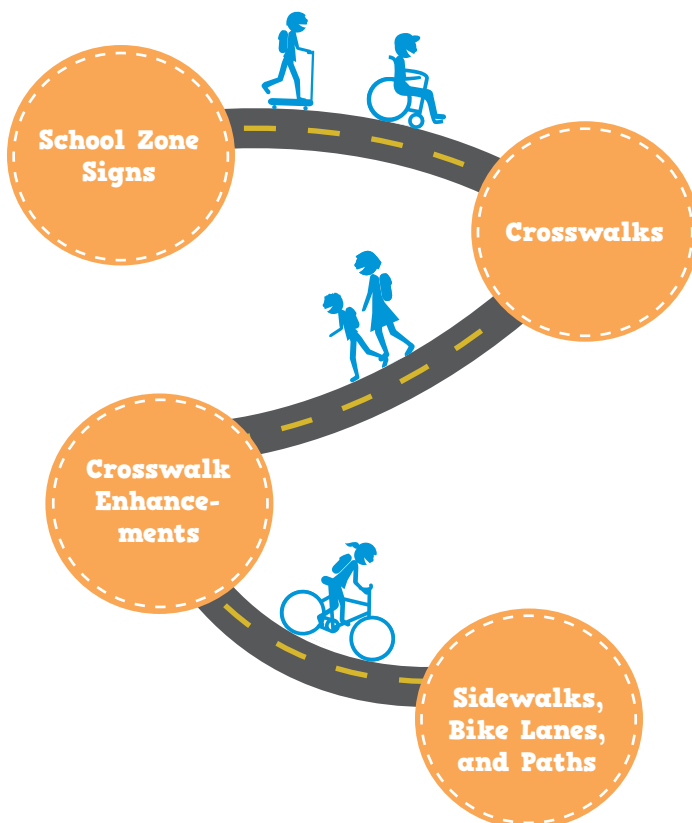 School Zone
Signs
Crosswalks
Crosswalk
Enhance-
ments
Sidewalks,
Bike Lanes,
and Paths